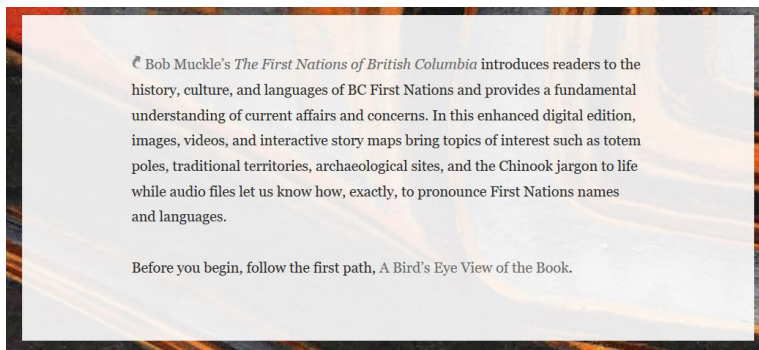 Bob Muckle’s The First Nations of British Columbia introduces readers to the
history, culture, and languages of BC First Nations and provides a fundamental
understanding of current affairs and concerns. In this enhanced digital edition,
images, videos, and interactive story maps bring topics of interest such as totem
poles, traditional territories, archaeological sites, and the Chinook jargon to life
while audio files let us know how, exactly, to pronounce First Nations names
and languages.
Before you begin, follow the first path, A Bird’s Eye View of the Book.